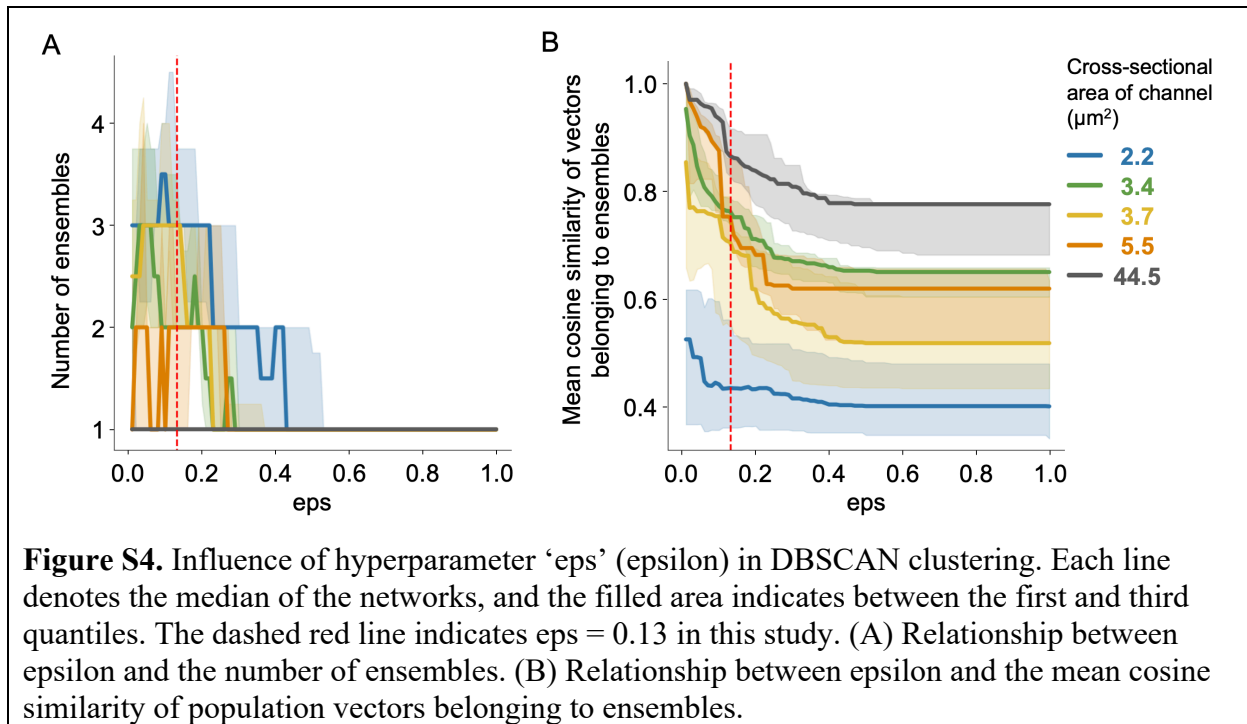 A
Number of ensembles
4
3
2
1
0.0 0.2 0.4 0.6 0.8 1.0
eps
B
Mean cosine similarity of vectors
belonging to ensembles
1.0
0.8
0.6
0.4
0.0 0.2 0.4 0.6 0.8 1.0
eps
Cross-sectional
area of channel
(μm²)
2.2
3.4
3.7
5.5
44.5
Figure S4. Influence of hyperparameter ‘eps’ (epsilon) in DBSCAN clustering. Each line
denotes the median of the networks, and the filled area indicates between the first and third
quantiles. The dashed red line indicates eps = 0.13 in this study. (A) Relationship between
epsilon and the number of ensembles. (B) Relationship between epsilon and the mean cosine
similarity of population vectors belonging to ensembles.